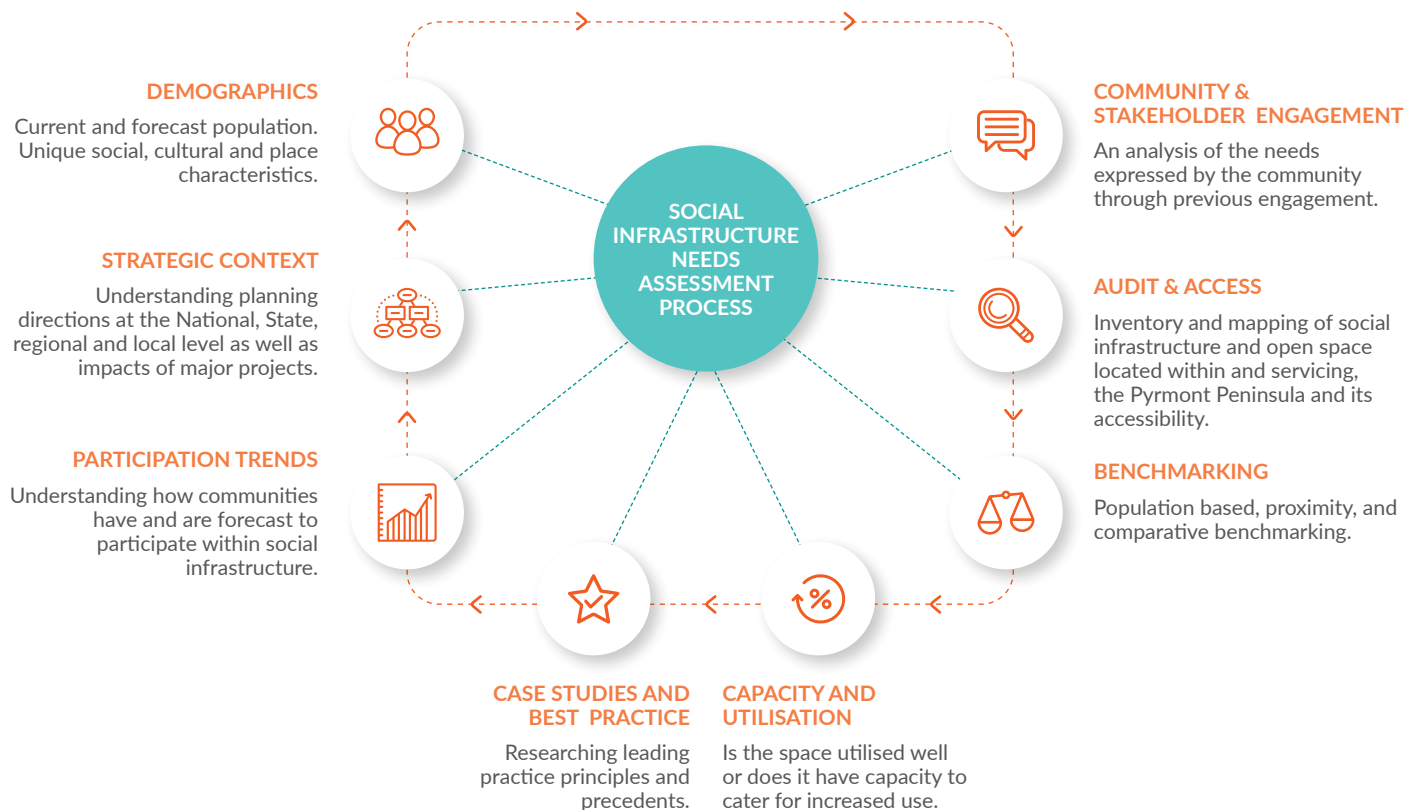 SOCIAL
INFRASTRUCTURE
NEEDS
ASSESSMENT
PROCESS
DEMOGRAPHICS
Current and forecast population.
Unique social, cultural and place
characteristics.
STRATEGIC CONTEXT
Understanding planning
directions at the National, State,
regional and local level as well as
impacts of major projects.
PARTICIPATION TRENDS
Understanding how communities
have and are forecast to
participate within social
infrastructure.
CASE STUDIES AND
BEST PRACTICE
Researching leading
practice principles and
precedents.
CAPACITY AND
UTILISATION
Is the space utilised well
or does it have capacity to
cater for increased use.
COMMUNITY &
STAKEHOLDER ENGAGEMENT
An analysis of the needs
expressed by the community
through previous engagement.
AUDIT & ACCESS
Inventory and mapping of social
infrastructure and open space
located within and servicing,
the Pyrmont Peninsula and its
accessibility.
BENCHMARKING
Population based, proximity, and
comparative benchmarking.
%